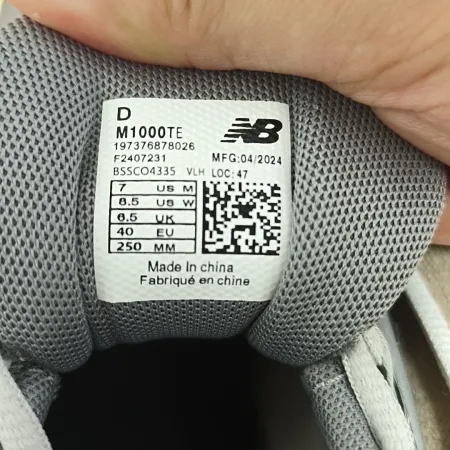 D
M1000TE
NB
197376878026
F2407231 MFG:04/2024
BSSCO4335 VLH LOC:47
7 US M
8.5 US W
6.5 UK
40 EU
250 MM
Made In china
Fabriqué en chine